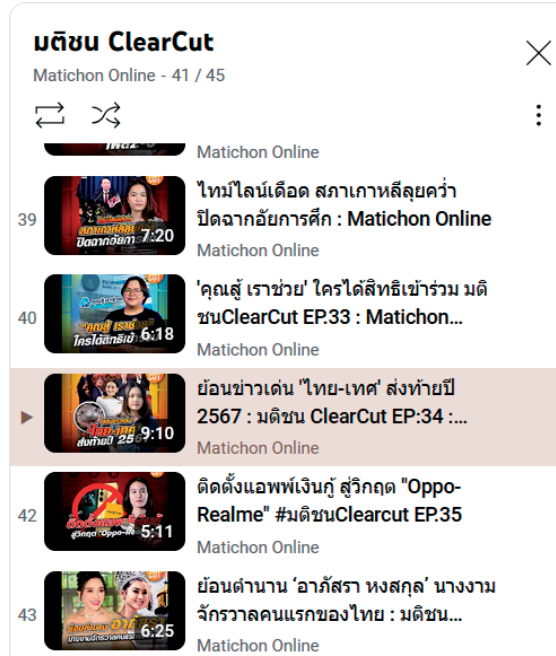 มติชน ClearCut
Matichon Online - 41 / 45
Matichon Online
39
7:20
ไทม์ไลน์เดือด สภาเกาหลีลุยคว่ำ
ปิดฉากอัยการศึก : Matichon Online
Matichon Online
40
6:18
'คุณสู้ เราช่วย' ใครได้สิทธิเข้าร่วม มติ
ชนClearCut EP.33 : Matichon...
Matichon Online
9:10
ย้อนข่าวเด่น 'ไทย-เทศ' ส่งท้ายปี
2567 : มติชน ClearCut EP:34 :...
Matichon Online
42
5:11
ติดตั้งแอพพ์เงินกู้ สู่วิกฤต "Oppo-
Realme" #มติชนClearcut EP.35
Matichon Online
43
6:25
ย้อนตำนาน ‘อาภัสรา หงสกุล’ นางงาม
จักรวาลคนแรกของไทย : มติชน...
Matichon Online